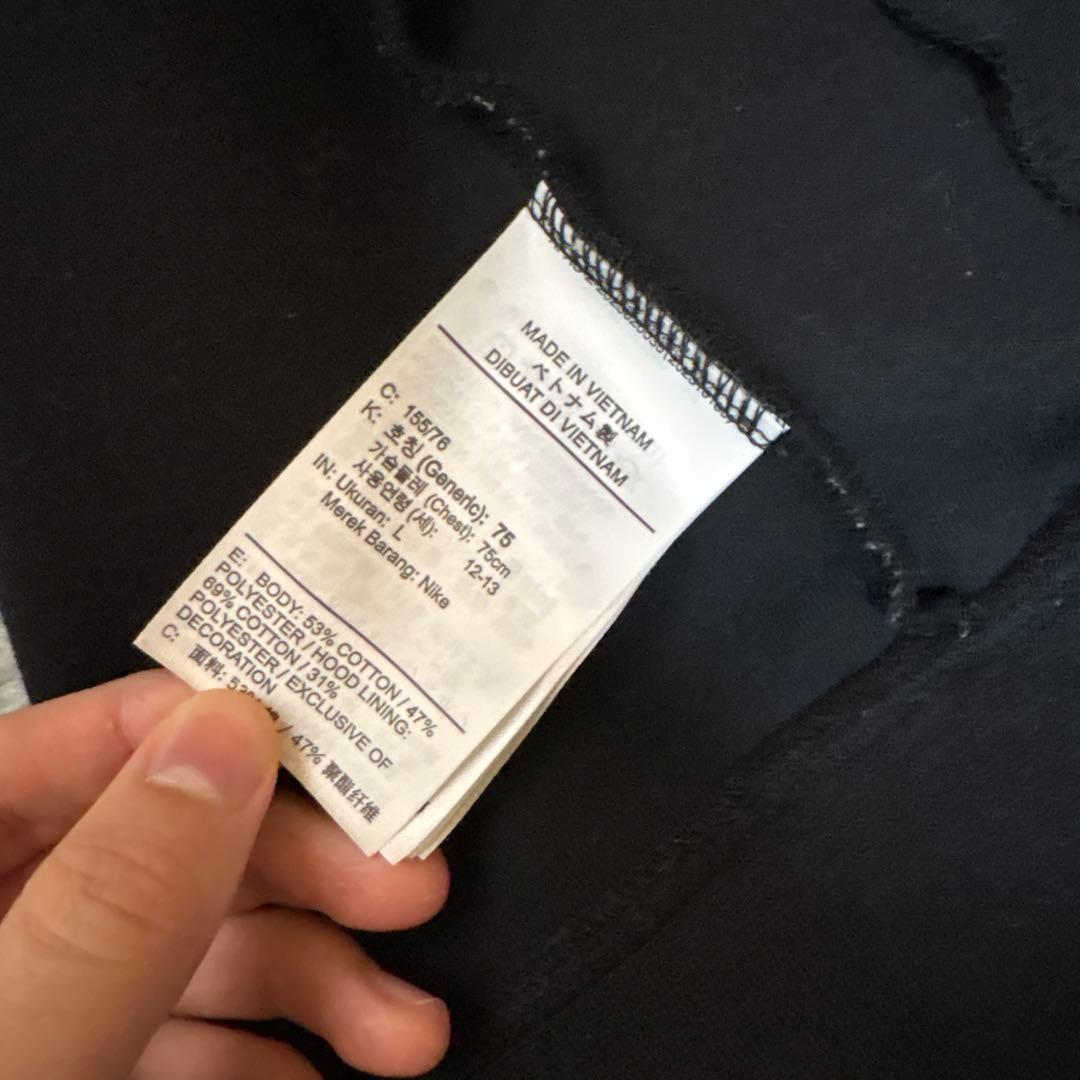 MADE IN VIETNAM
ベトナム製
DIBUAT DI VIETNAM
C: 155/76
K: 호칭 (Generic): 75
가슴둘레 (Chest): 75cm
사용연령 (세): 12-13
IN: Ukuran: L
Merek Barang: Nike
E: BODY: 53% COTTON / 47%
POLYESTER / HOOD LINING:
69% COTTON / 31%
POLYESTER / EXCLUSIVE OF
DECORATION
C: 面料: / 47% 聚酯纤维